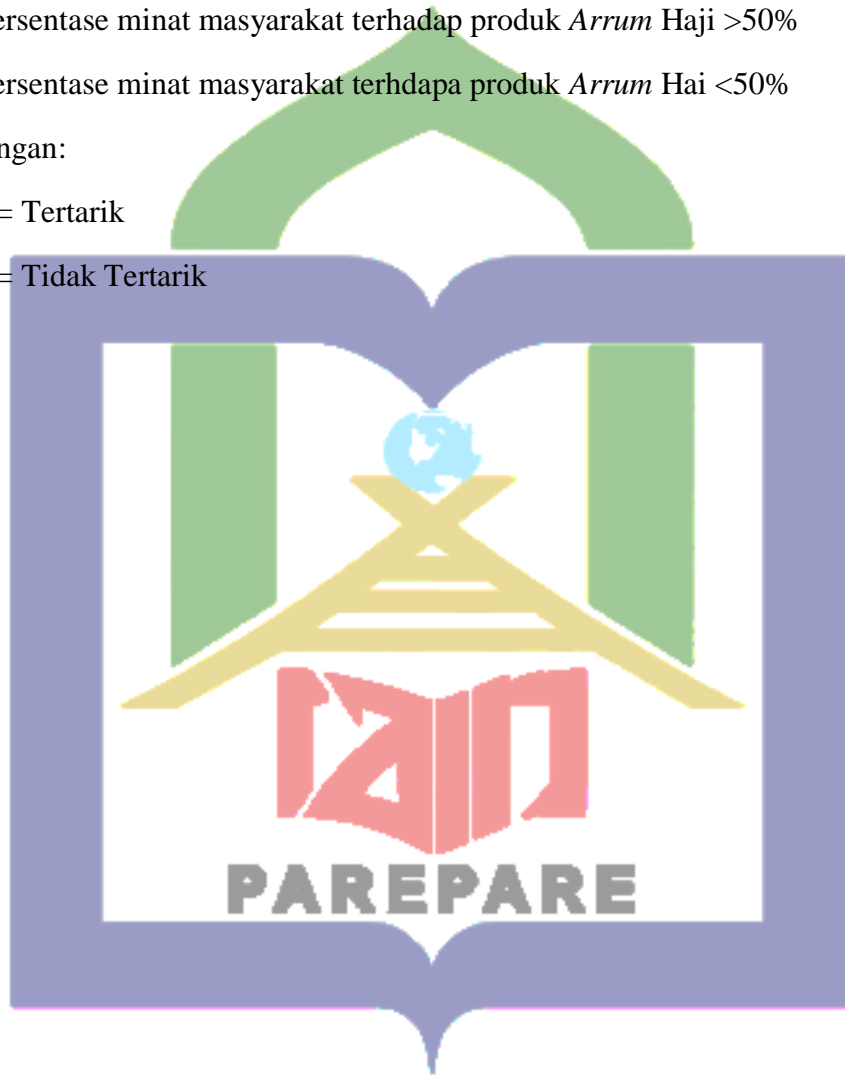 ersentase minat masyarakat terhadap produk Arrum Haji >50%
ersentase minat masyarakat terhdapa produk Arrum Hai <50%
ngan:
= Tertarik
= Tidak Tertarik
iain
PAREPARE